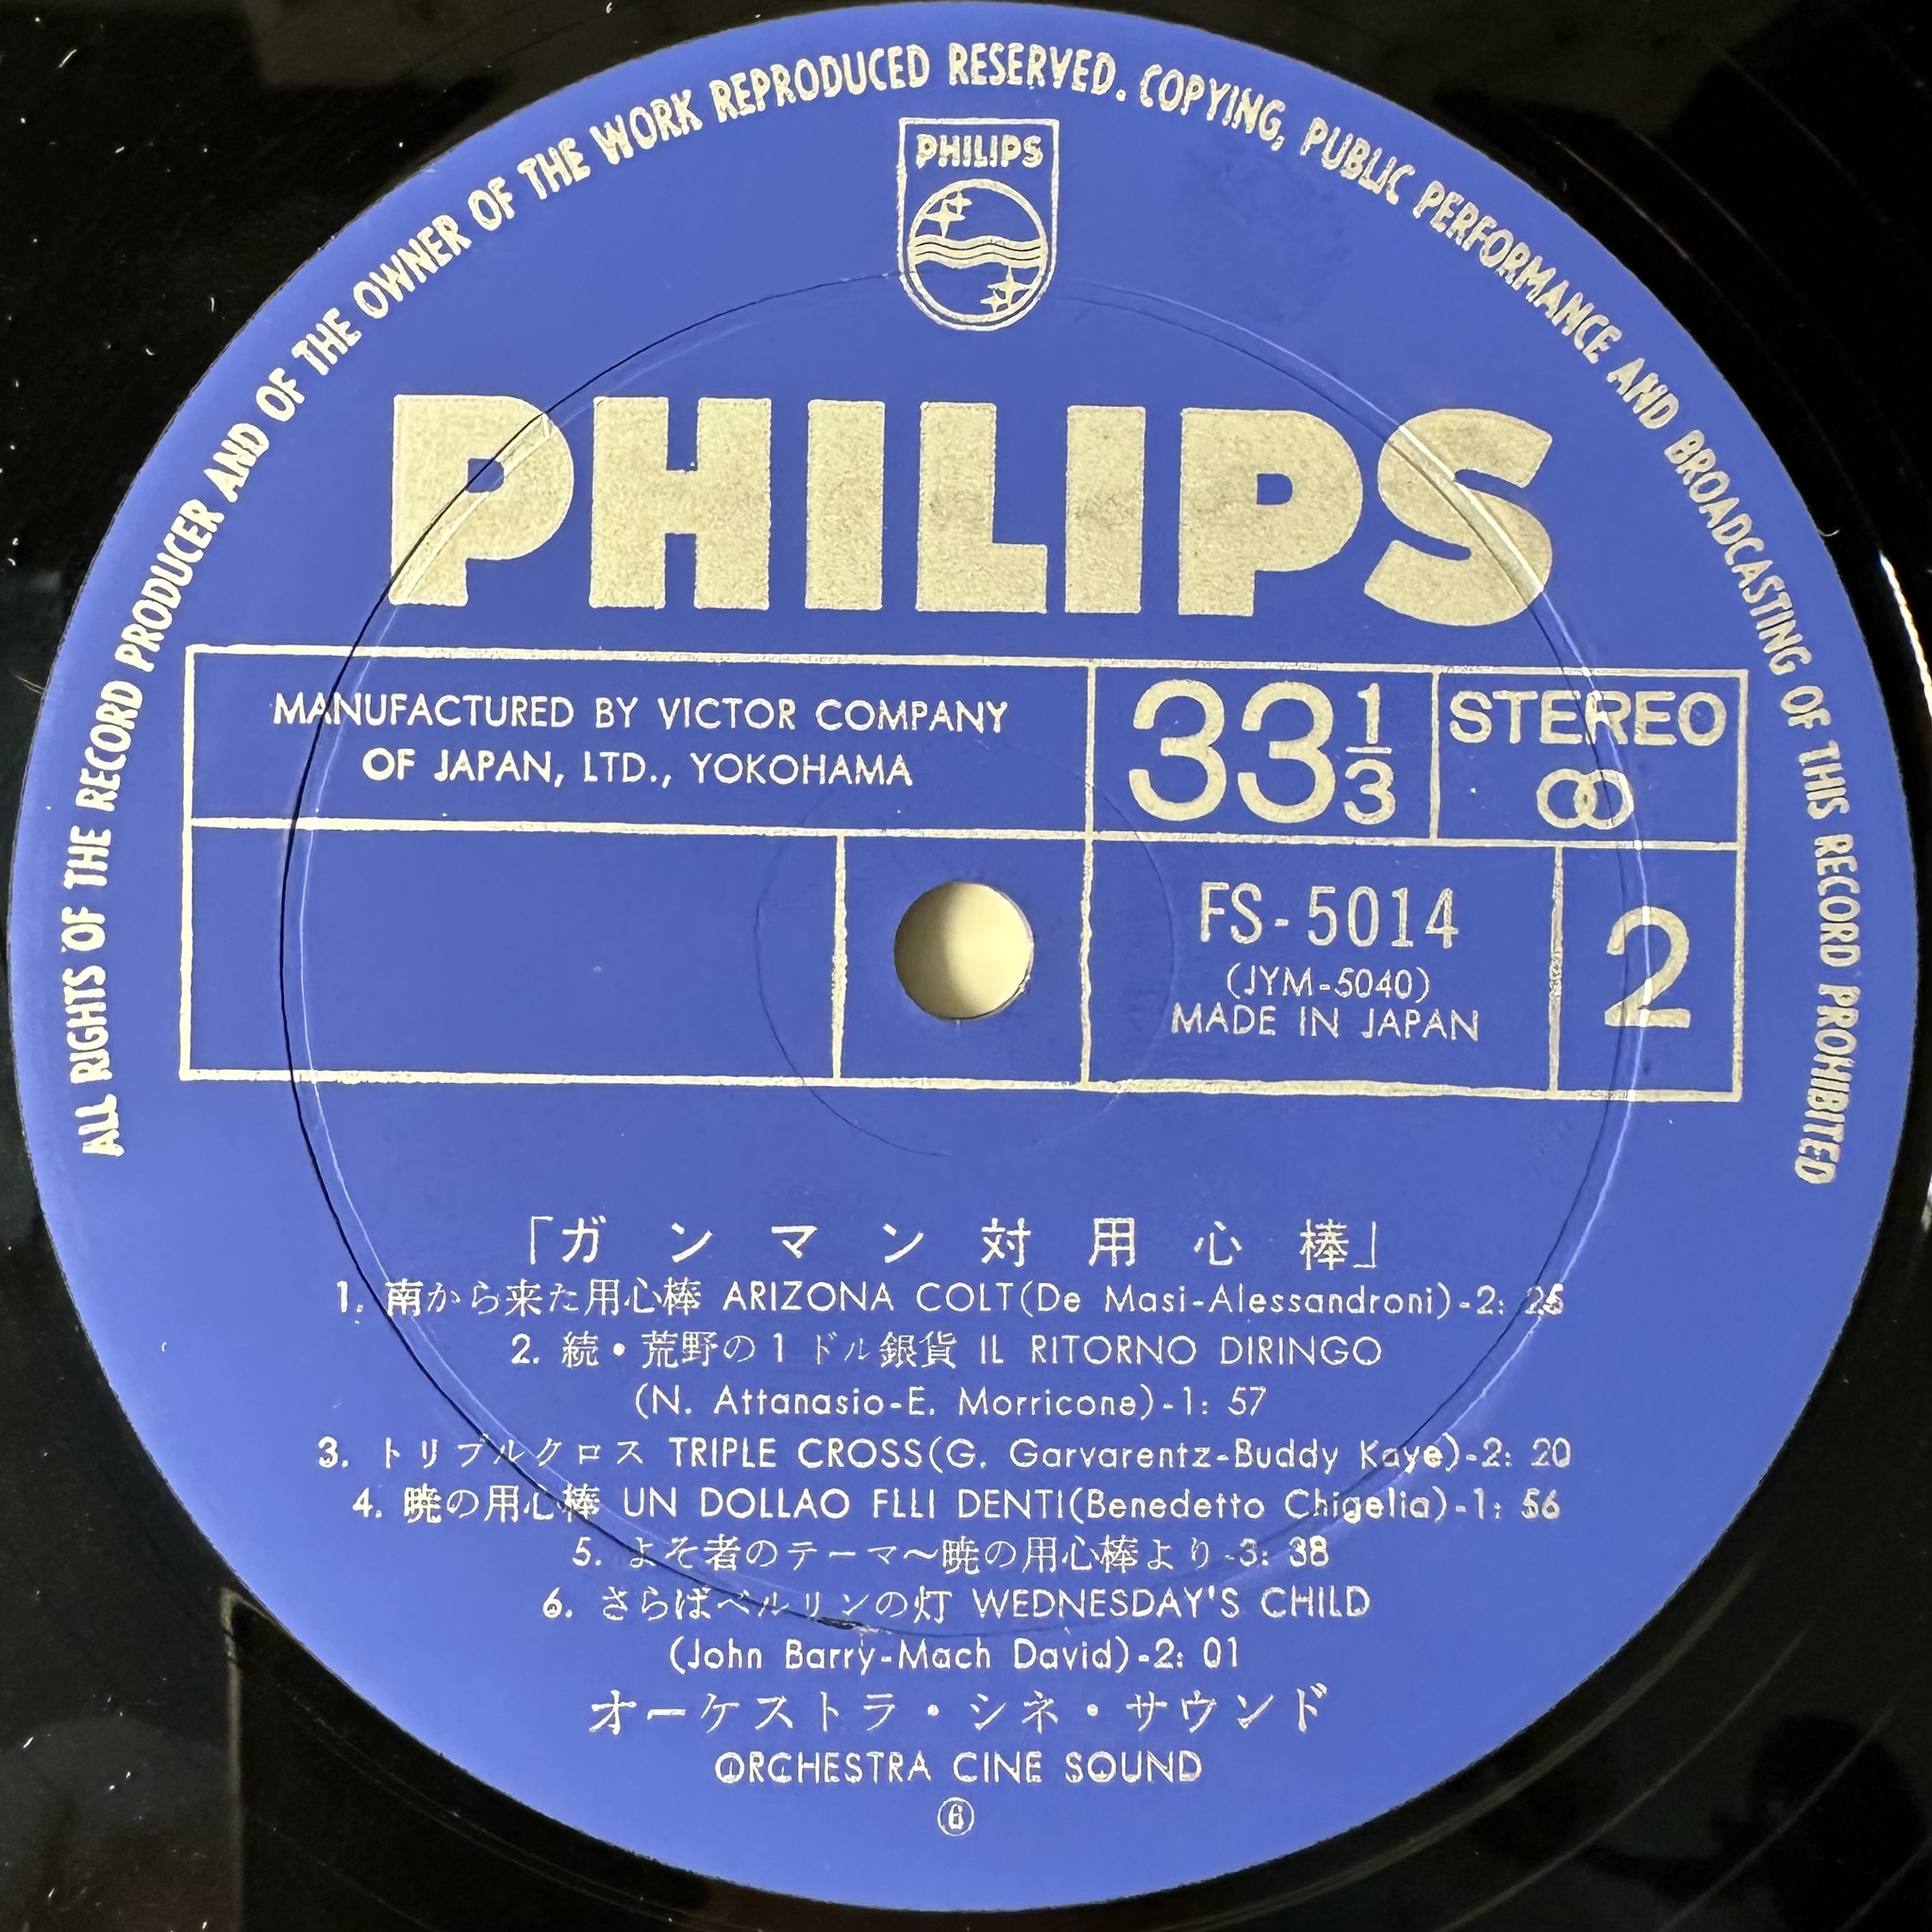 ALL RIGHTS OF THE RECORD PRODUCER AND OF THE OWNER OF THE WORK REPRODUCED RESERVED. COPYING, PUBLIC PERFORMANCE AND BROADCASTING OF THIS RECORD PROHIBITED
PHILIPS
PHILIPS
MANUFACTURED BY VICTOR COMPANY
OF JAPAN, LTD., YOKOHAMA
33 1/3
STEREO
FS-5014
(JYM-5040)
MADE IN JAPAN
2
「ガンマン対用心棒」
1. 南から来た用心棒 ARIZONA COLT(De Masi-Alessandroni)-2: 25
2. 続・荒野の1ドル銀貨 IL RITORNO DIRINGO
(N. Attanasio-E. Morricone)-1: 57
3. トリプルクロス TRIPLE CROSS(G. Garvarentz-Buddy Kaye)-2: 20
4. 暁の用心棒 UN DOLLAO FLLI DENTI(Benedetto Chigelia)-1: 56
5. よそ者のテーマ～暁の用心棒より-3: 38
6. さらばベルリンの灯 WEDNESDAY'S CHILD
(John Barry-Mach David)-2: 01
オーケストラ・シネ・サウンド
ORCHESTRA CINE SOUND